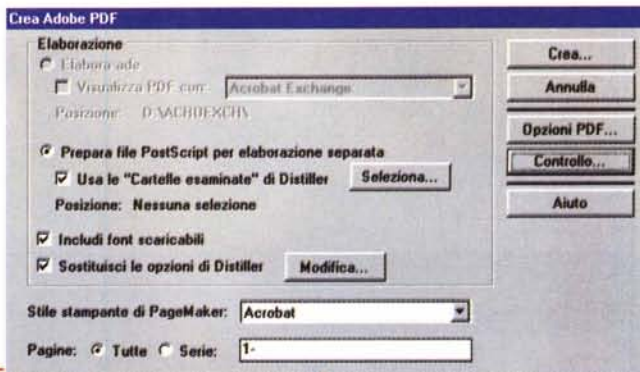 Crea Adobe PDF
Elaborazione
Elabora ade
Visualizza PDF con: Acrobat Exchange
Posizione: D:\ACROEXCH\
Prepara file PostScript per elaborazione separata
Usa le "Cartelle esaminate" di Distiller Seleziona...
Posizione: Nessuna selezione
Includi font scaricabili
Sostituisci le opzioni di Distiller Modifica...
Stile stampante di PageMaker: Acrobat
Pagine: Tutte Serie: 1-
Crea...
Annulla
Opzioni PDF...
Controllo...
Aiuto